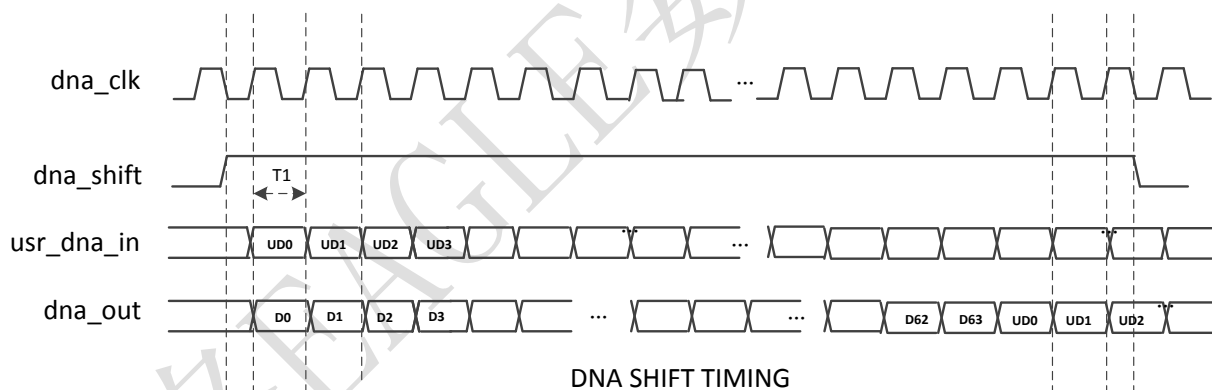 dna_clk
...
dna_shift
T1
usr_dna_in
UD0 UD1 UD2 UD3 ... ... ...
dna_out
D0 D1 D2 D3 ... ... D62 D63 UD0 UD1 UD2 ...
DNA SHIFT TIMING
EAGLE